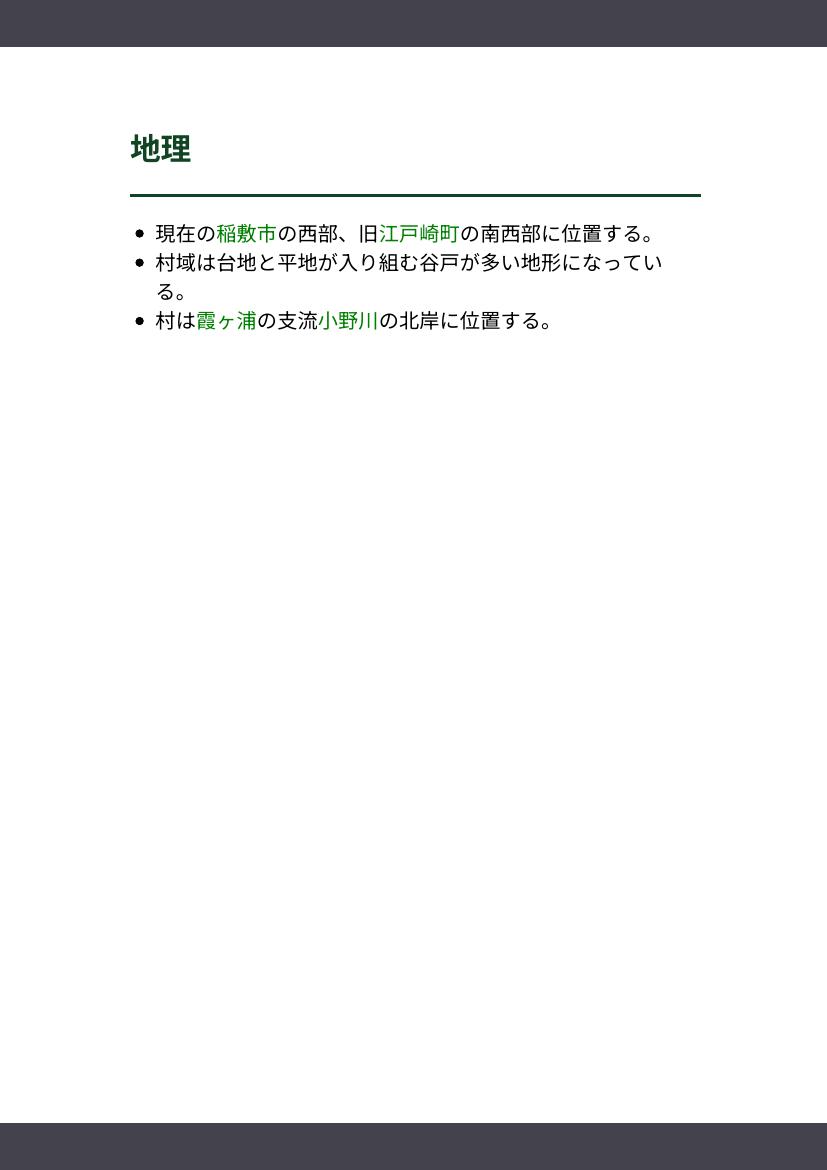 地理
• 現在の稲敷市の西部、旧江戸崎町の南西部に位置する。
• 村域は台地と平地が入り組む谷戸が多い地形になってい
る。
• 村は霞ヶ浦の支流小野川の北岸に位置する。